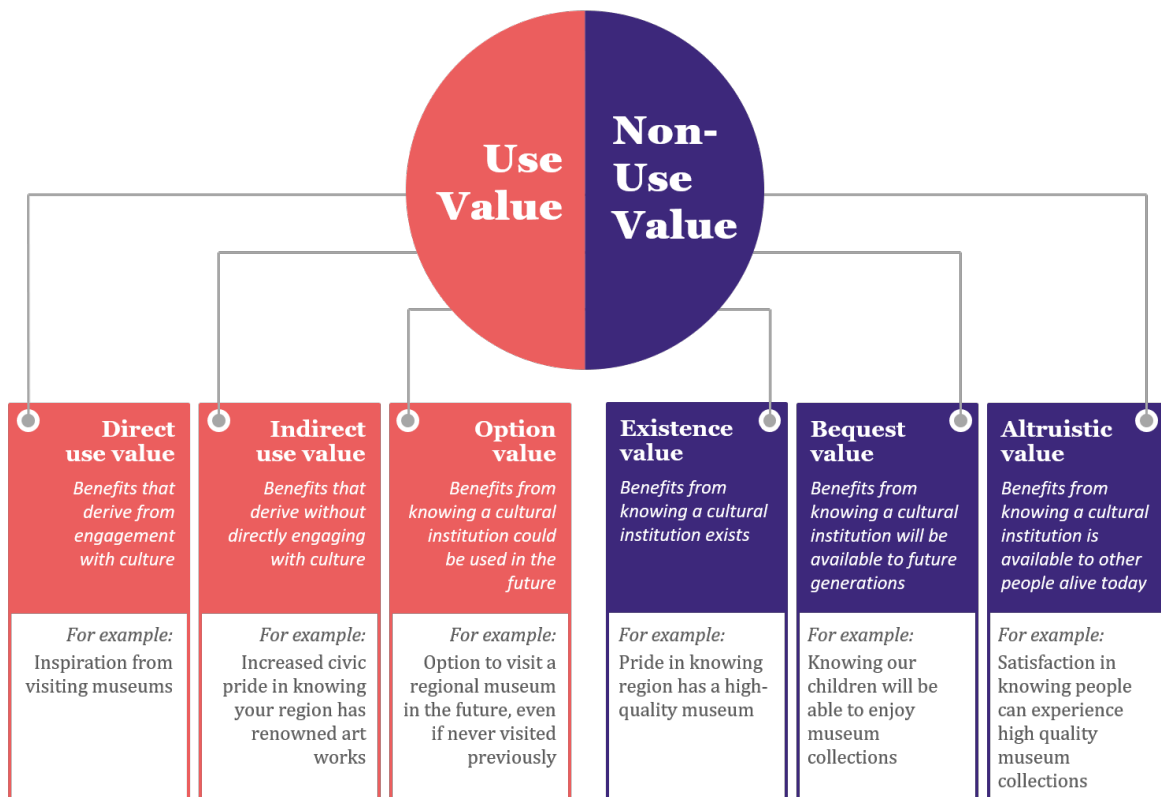 Use
Value
Non-
Use
Value
Direct
use value
Benefits that
derive from
engagement
with culture
For example:
Inspiration from
visiting museums
Indirect
use value
Benefits that
derive without
directly engaging
with culture
For example:
Increased civic
pride in knowing
your region has
renowned art
works
Option
value
Benefits from
knowing a cultural
institution could
be used in the
future
For example:
Option to visit a
regional museum
in the future, even
if never visited
previously
Existence
value
Benefits from
knowing a cultural
institution exists
For example:
Pride in knowing
region has a high-
quality museum
Bequest
value
Benefits from
knowing a cultural
institution will be
available to future
generations
For example:
Knowing our
children will be
able to enjoy
museum
collections
Altruistic
value
Benefits from
knowing a cultural
institution is
available to other
people alive today
For example:
Satisfaction in
knowing people
can experience
high quality
museum
collections